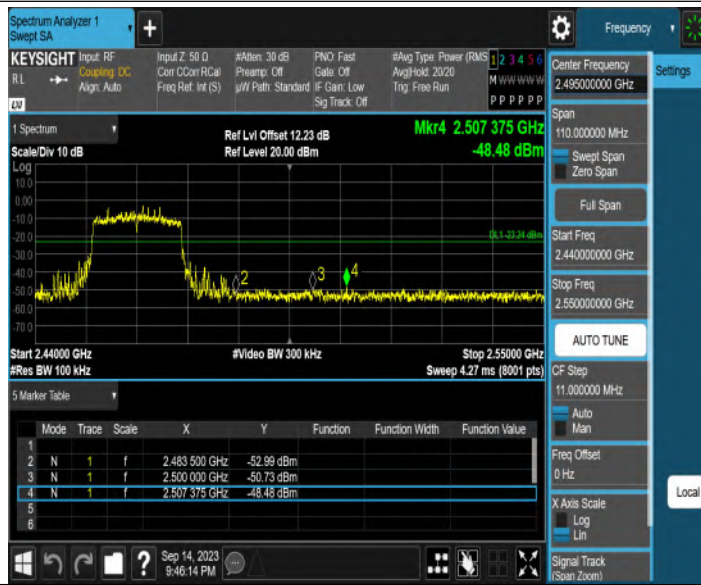 Spectrum Analyzer 1
Swept SA
+
Frequency
KEYSIGHT
RL
Input: RF
Coupling: DC
Align: Auto
Input Z: 50 Ω
Corr CCorr RCal
Freq Ref: Int (S)
#Atten: 30 dB
Preamp: Off
µW Path: Standard
PNO: Fast
Gate: Off
IF Gain: Low
Sig Track: Off
#Avg Type: Power (RMS
Avg|Hold: 20/20
Trig: Free Run
1 2 3 4 5 6
M W W W W W
P P P P P P
1 Spectrum
Scale/Div 10 dB
Ref Lvl Offset 12.23 dB
Ref Level 20.00 dBm
Mkr4 2.507 375 GHz
-48.48 dBm
Log
10.0
0.00
-10.0
-20.0
-30.0
-40.0
-50.0
-60.0
-70.0
DL1 -23.24 dBm
2
3
4
Start 2.44000 GHz
#Res BW 100 kHz
#Video BW 300 kHz
Stop 2.55000 GHz
Sweep 4.27 ms (8001 pts)
5 Marker Table
Mode Trace Scale X Y Function Function Width Function Value
1
2 N 1 f 2.483 500 GHz -52.99 dBm
3 N 1 f 2.500 000 GHz -50.73 dBm
4 N 1 f 2.507 375 GHz -48.48 dBm
5
6
?
Sep 14, 2023
9:46:14 PM
Center Frequency
2.495000000 GHz
Span
110.000000 MHz
Swept Span
Zero Span
Full Span
Start Freq
2.440000000 GHz
Stop Freq
2.550000000 GHz
AUTO TUNE
CF Step
11.000000 MHz
Auto
Man
Freq Offset
0 Hz
X Axis Scale
Log
Lin
Signal Track
(Span Zoom)
Settings
Local